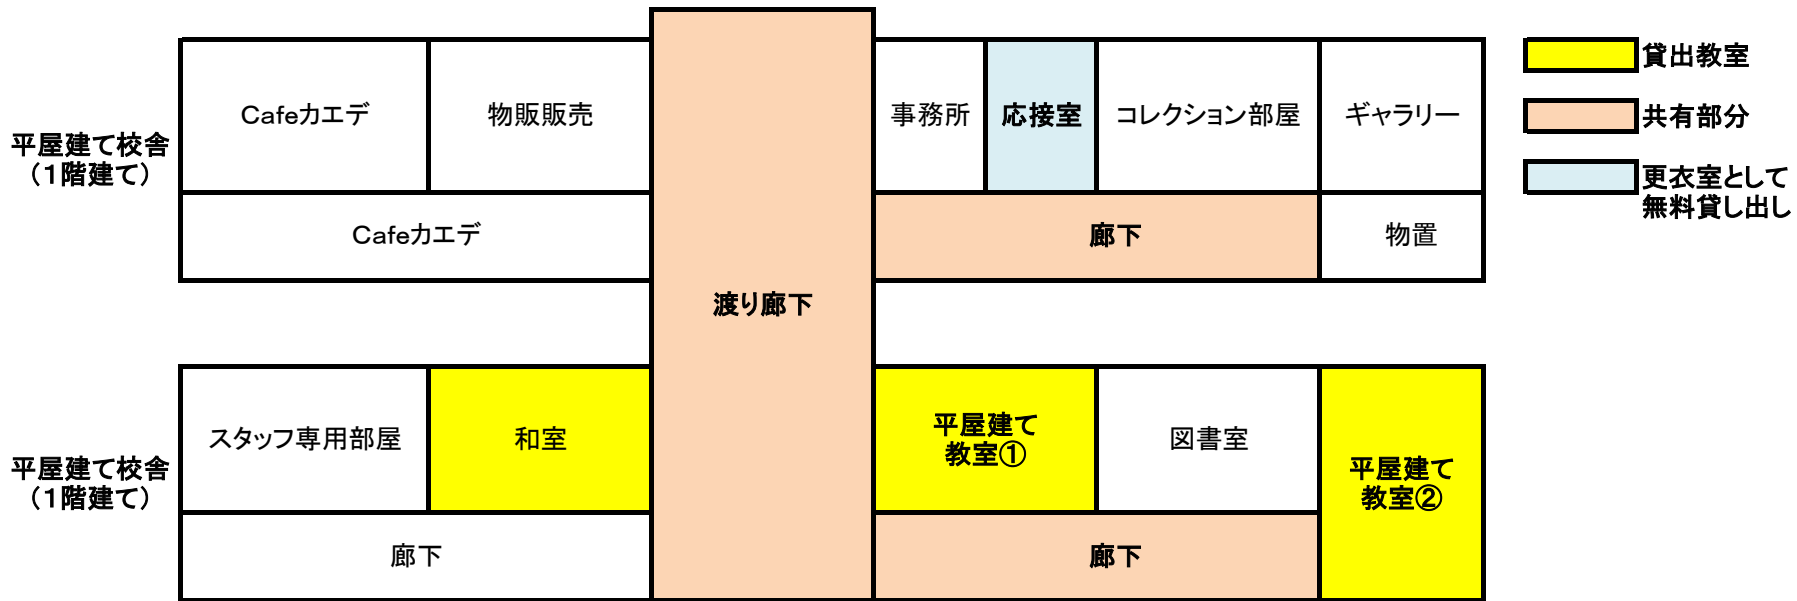 Cafeカエデ
物販販売
事務所
応接室
コレクション部屋
ギャラリー
平屋建て校舎
（１階建て）
Cafeカエデ
廊下
物置
渡り廊下
スタッフ専用部屋
和室
平屋建て
教室①
図書室
平屋建て
教室②
平屋建て校舎
（１階建て）
廊下
廊下
貸出教室
共有部分
更衣室として
無料貸し出し